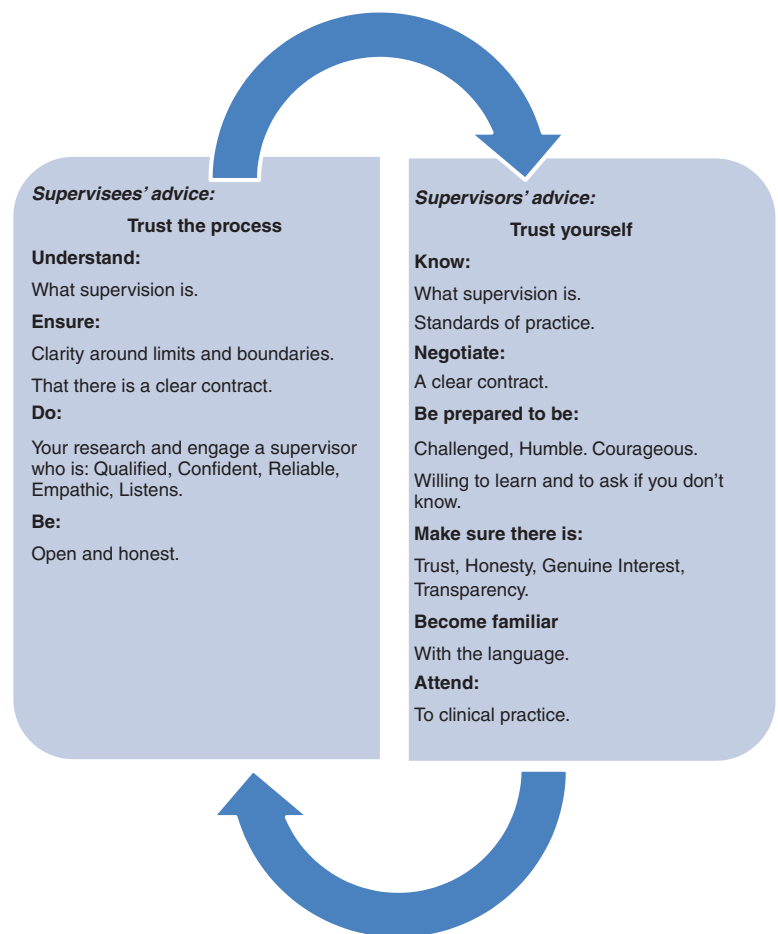 Supervisees’ advice:
Trust the process
Understand:
What supervision is.
Ensure:
Clarity around limits and boundaries.
That there is a clear contract.
Do:
Your research and engage a supervisor
who is: Qualified, Confident, Reliable,
Empathic, Listens.
Be:
Open and honest.
Supervisors’ advice:
Trust yourself
Know:
What supervision is.
Standards of practice.
Negotiate:
A clear contract.
Be prepared to be:
Challenged, Humble. Courageous.
Willing to learn and to ask if you don’t
know.
Make sure there is:
Trust, Honesty, Genuine Interest,
Transparency.
Become familiar
With the language.
Attend:
To clinical practice.